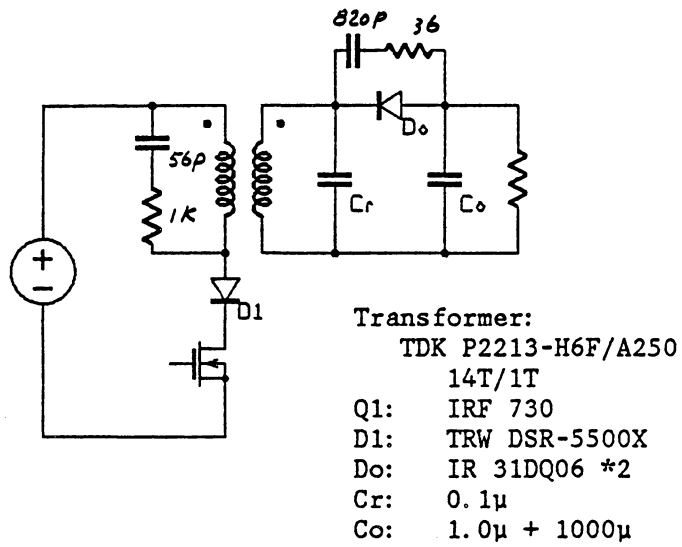 820P 36
56P
1K
Do
Cr
Co
+
−
D1
Transformer:
TDK P2213-H6F/A250
14T/1T
Q1: IRF 730
D1: TRW DSR-5500X
Do: IR 31DQ06 *2
Cr: 0.1μ
Co: 1.0μ + 1000μ